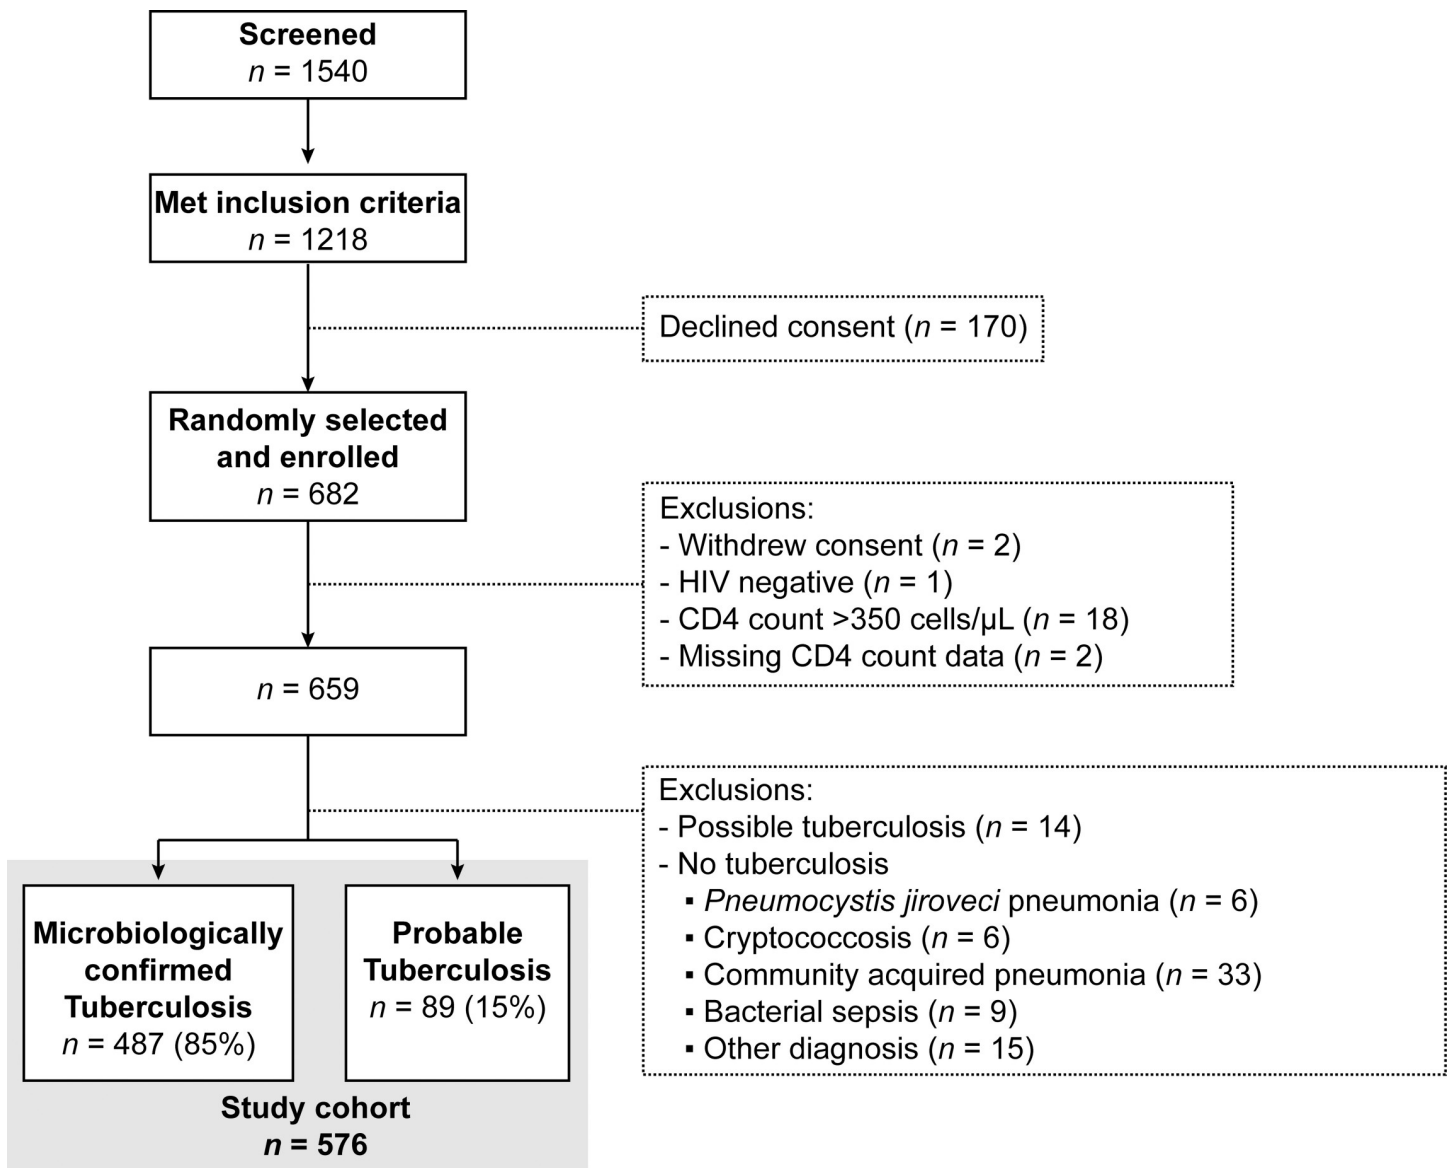 Screened
n = 1540
Met inclusion criteria
n = 1218
Declined consent (n = 170)
Randomly selected
and enrolled
n = 682
Exclusions:
- Withdrew consent (n = 2)
- HIV negative (n = 1)
- CD4 count >350 cells/µL (n = 18)
- Missing CD4 count data (n = 2)
n = 659
Exclusions:
- Possible tuberculosis (n = 14)
- No tuberculosis
▪ Pneumocystis jiroveci pneumonia (n = 6)
▪ Cryptococcosis (n = 6)
▪ Community acquired pneumonia (n = 33)
▪ Bacterial sepsis (n = 9)
▪ Other diagnosis (n = 15)
Microbiologically
confirmed
Tuberculosis
n = 487 (85%)
Probable
Tuberculosis
n = 89 (15%)
Study cohort
n = 576